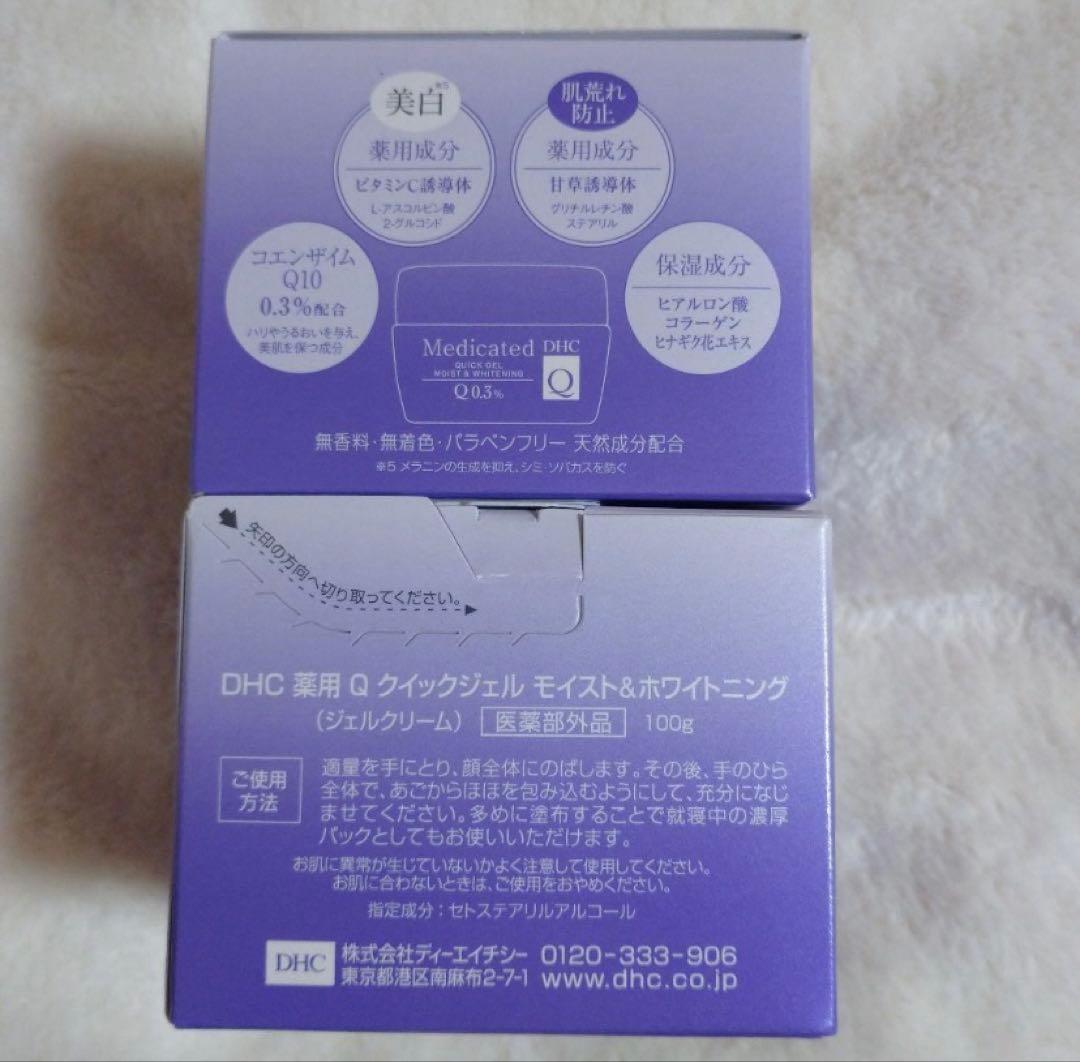 美白※5
薬用成分
ビタミンC誘導体
L-アスコルビン酸
2-グルコシド
肌荒れ
防止
薬用成分
甘草誘導体
グリチルレチン酸
ステアリル
コエンザイム
Q10
0.3%配合
ハリやうるおいを与え、
美肌を保つ成分
保湿成分
ヒアルロン酸
コラーゲン
ヒナギク花エキス
Medicated DHC
QUICK GEL
MOIST & WHITENING
Q 0.3%
Q
無香料・無着色・パラベンフリー 天然成分配合
※5 メラニンの生成を抑え、シミ・ソバカスを防ぐ
矢印の方向へ切り取ってください。
DHC 薬用 Q クイックジェル モイスト&ホワイトニング
（ジェルクリーム） 医薬部外品 100g
ご使用
方法
適量を手にとり、顔全体にのばします。その後、手のひら
全体で、あごからほほを包み込むようにして、充分になじ
ませてください。多めに塗布することで就寝中の濃厚
パックとしてもお使いいただけます。
お肌に異常が生じていないかよく注意して使用してください。
お肌に合わないときは、ご使用をおやめください。
指定成分：セトステアリルアルコール
DHC
株式会社ディーエイチシー 0120-333-906
東京都港区南麻布2-7-1 www.dhc.co.jp